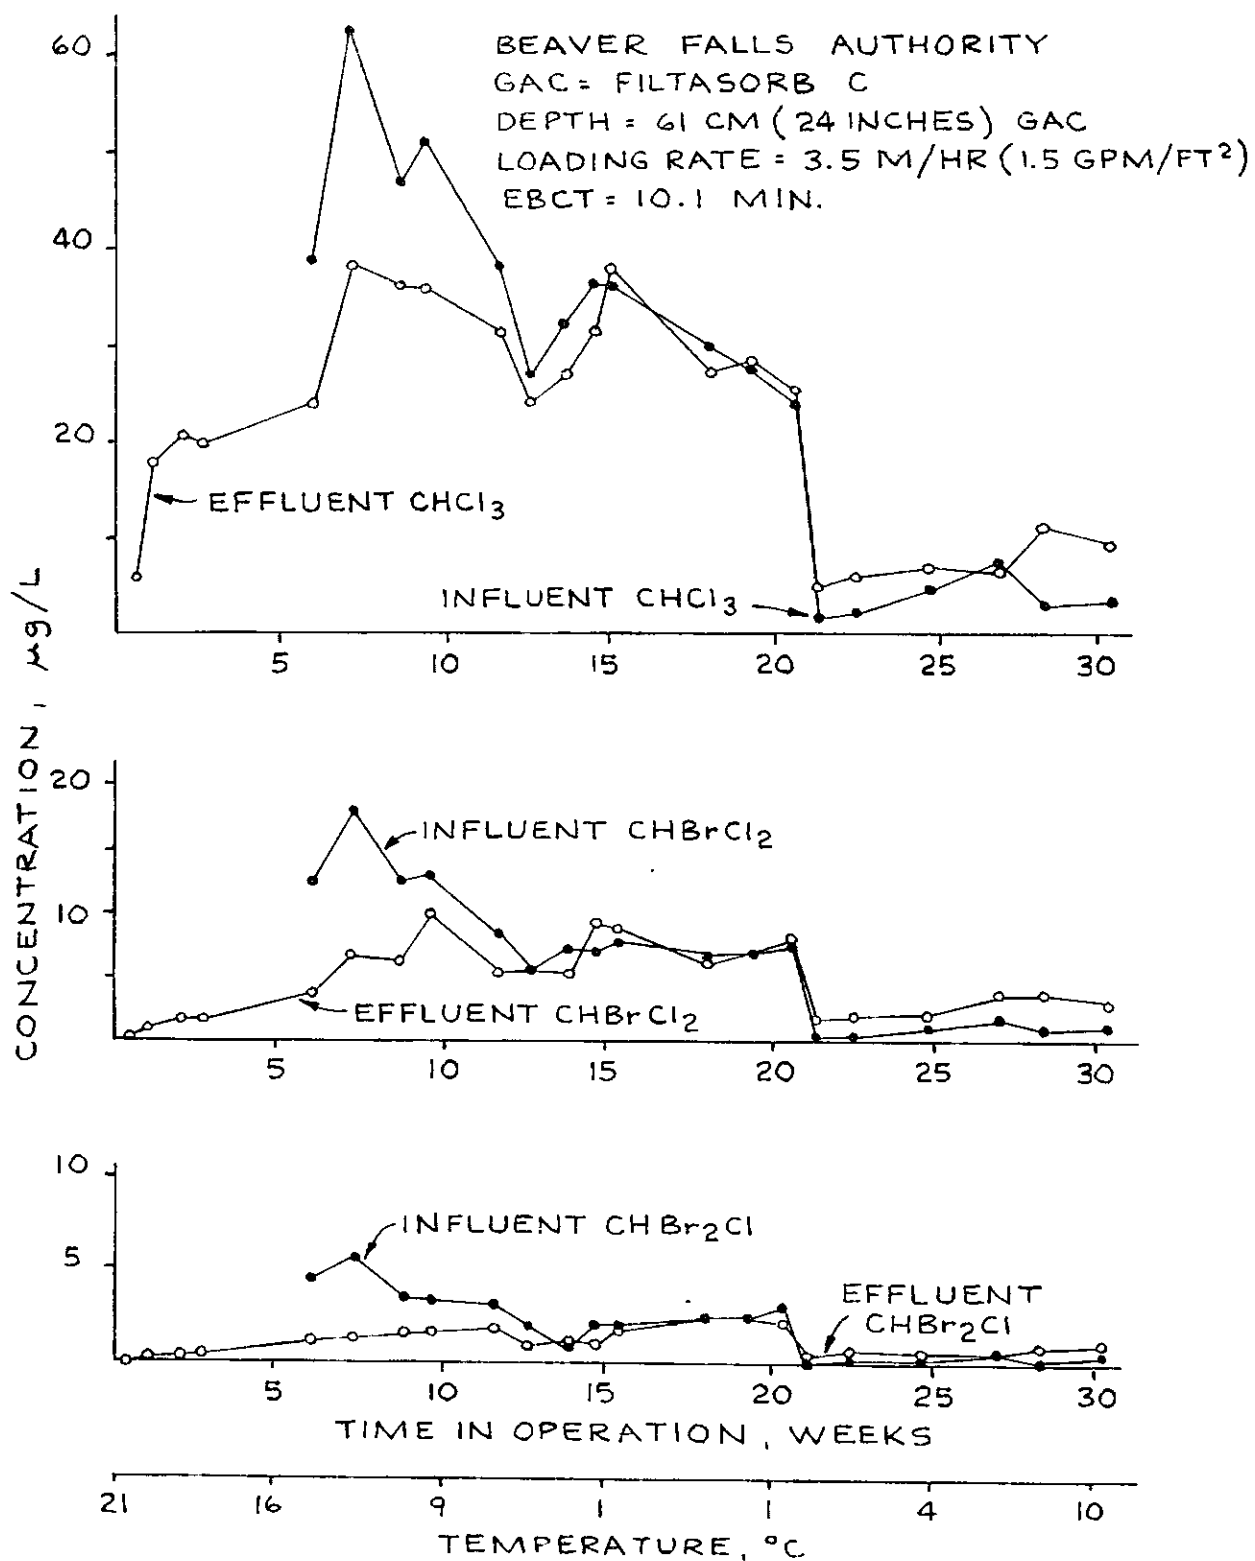 BEAVER FALLS AUTHORITY
GAC = FILTASORB C
DEPTH = 61 CM (24 INCHES) GAC
LOADING RATE = 3.5 M/HR (1.5 GPM/FT²)
EBCT = 10.1 MIN.
60
40
20
EFFLUENT CHCl₃
INFLUENT CHCl₃
5 10 15 20 25 30
CONCENTRATION, µg/L
20
10
INFLUENT CHBrCl₂
EFFLUENT CHBrCl₂
5 10 15 20 25 30
10
5
INFLUENT CHBr₂Cl
EFFLUENT
CHBr₂Cl
5 10 15 20 25 30
TIME IN OPERATION, WEEKS
21 16 9 1 1 4 10
TEMPERATURE, °C